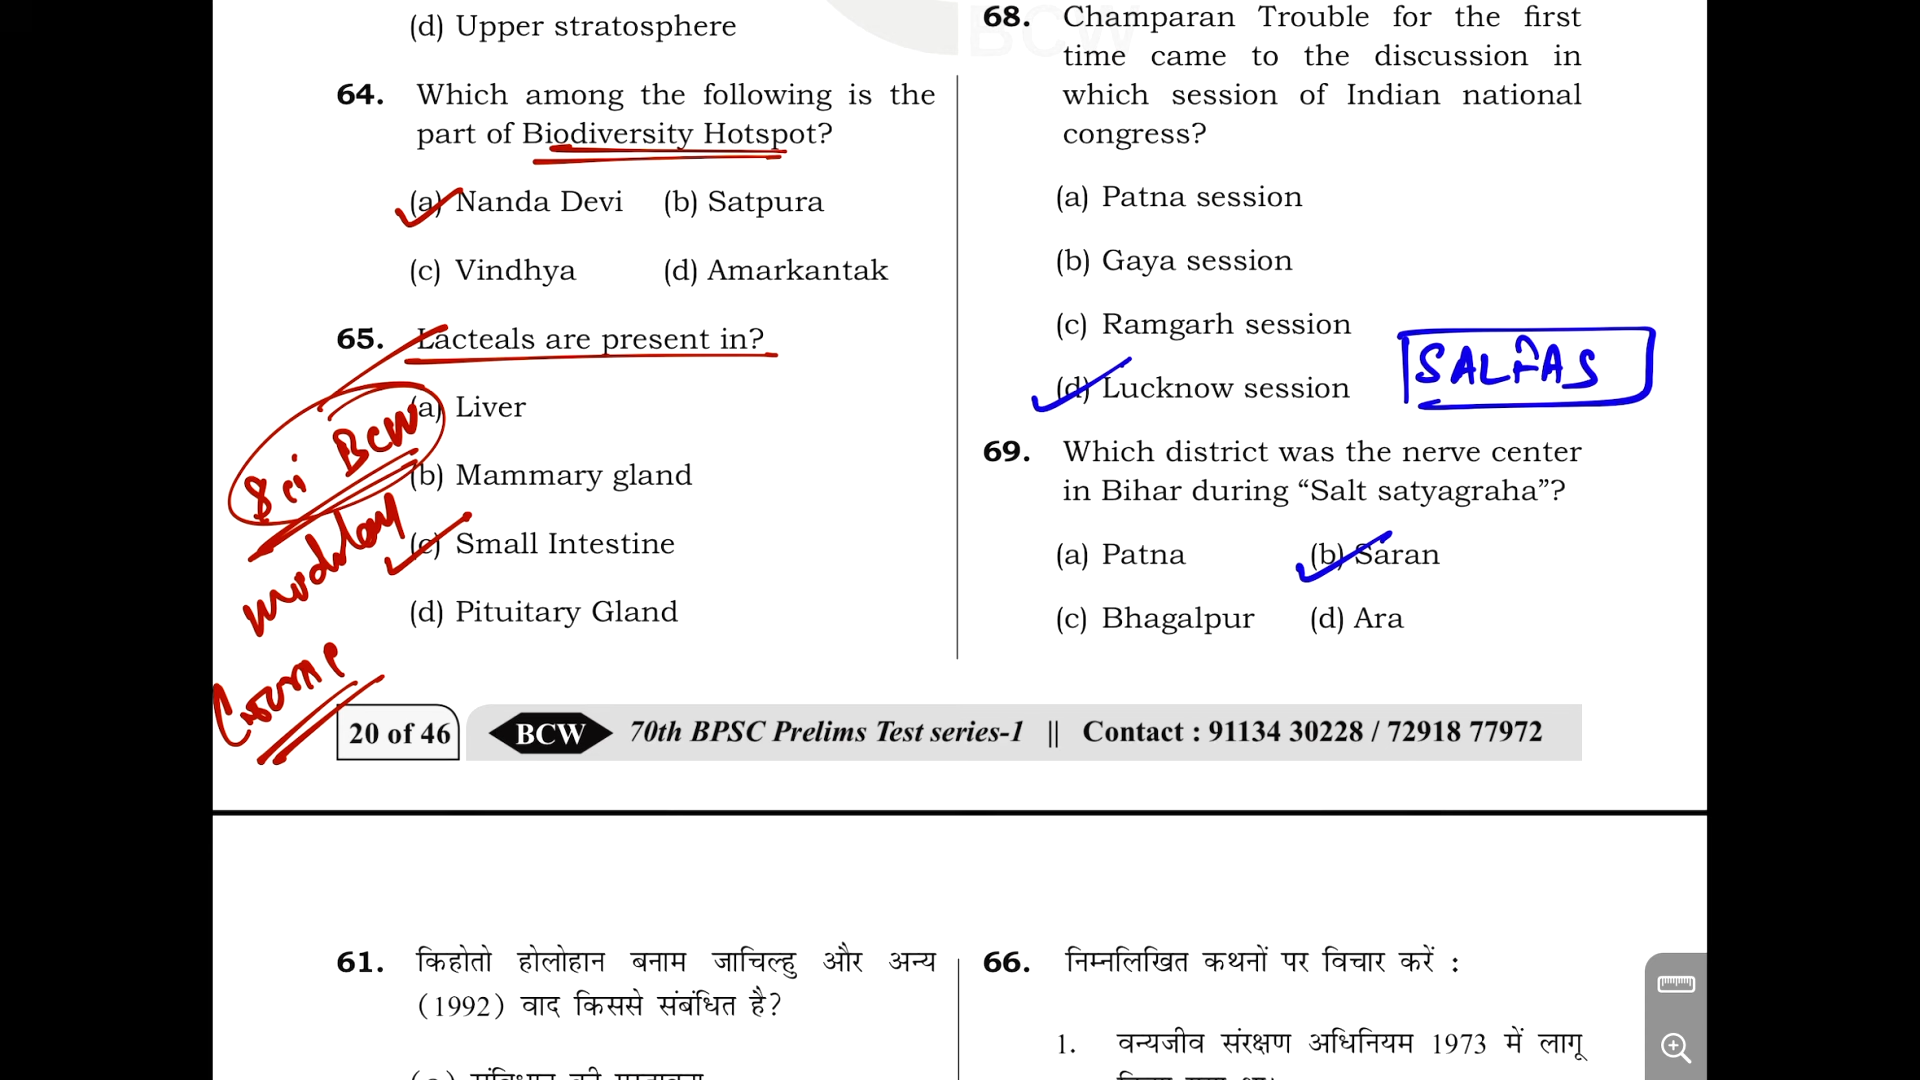 (d) Upper stratosphere
64. Which among the following is the
part of Biodiversity Hotspot?
(a) Nanda Devi (b) Satpura
(c) Vindhya (d) Amarkantak
65. Lacteals are present in?
(a) Liver
(b) Mammary gland
(c) Small Intestine
(d) Pituitary Gland
Sci BCW
Course
68. Champaran Trouble for the first
time came to the discussion in
which session of Indian national
congress?
(a) Patna session
(b) Gaya session
(c) Ramgarh session
(d) Lucknow session
69. Which district was the nerve center
in Bihar during “Salt satyagraha”?
(a) Patna (b) Saran
(c) Bhagalpur (d) Ara
20 of 46 BCW 70th BPSC Prelims Test series-1 || Contact : 91134 30228 / 72918 77972
61. किहोतो होलोहान बनाम जाचिल्हु और अन्य
(1992) वाद किससे संबंधित है?
66. निम्नलिखित कथनों पर विचार करें :
1. वन्यजीव संरक्षण अधिनियम 1973 में लागू